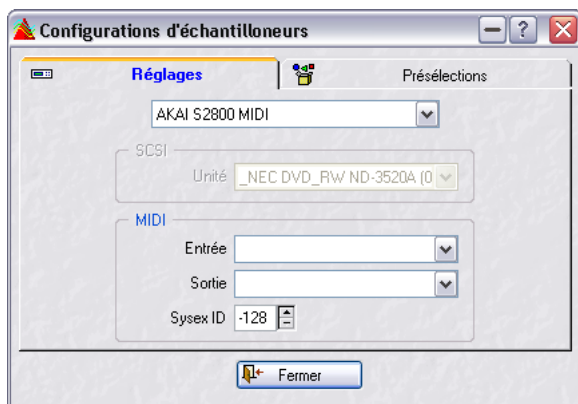 Configurations d'échantilloneurs
Réglages
Présélections
AKAI S2800 MIDI
SCSI
Unité _NEC DVD_RW ND-3520A (0
MIDI
Entrée
Sortie
Sysex ID -128
Fermer